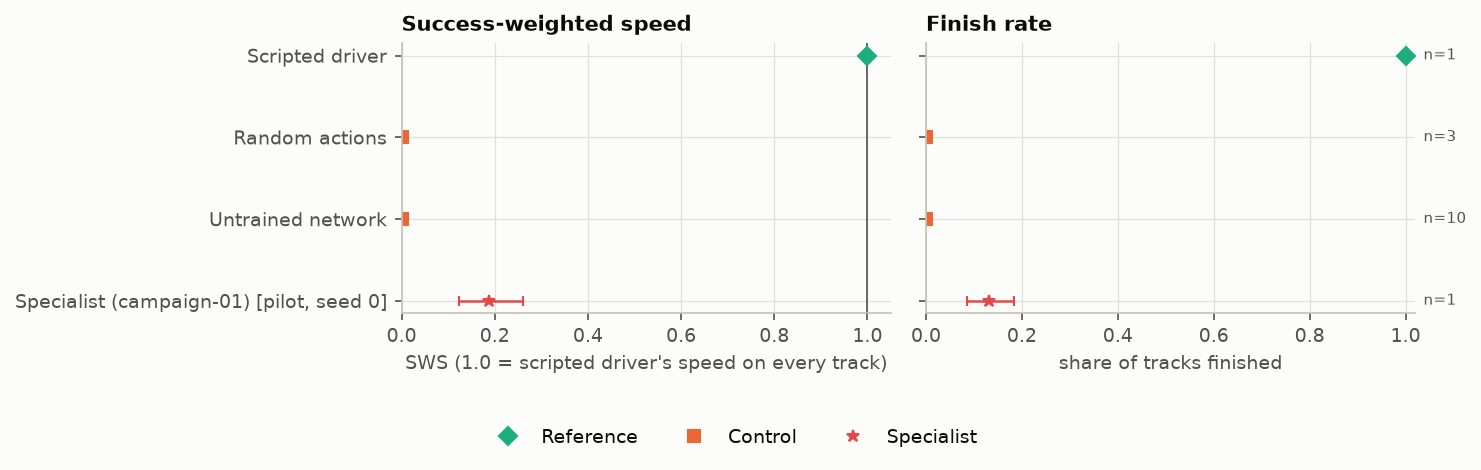 Success-weighted speed
Finish rate
Scripted driver
n=1
Random actions
n=3
Untrained network
n=10
Specialist (campaign-01) [pilot, seed 0]
n=1
0.0 0.2 0.4 0.6 0.8 1.0
0.0 0.2 0.4 0.6 0.8 1.0
SWS (1.0 = scripted driver's speed on every track)
share of tracks finished
Reference
Control
Specialist